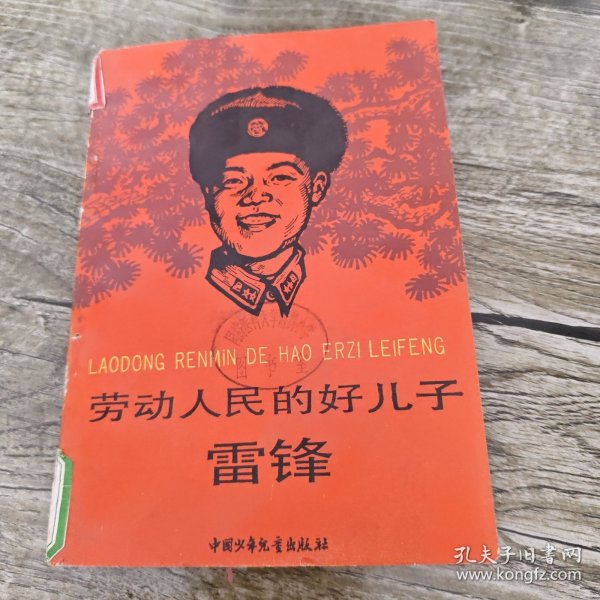 LAODONG RENMIN DE HAO ERZI LEIFENG
劳动人民的好儿子
雷锋
中国少年儿童出版社
孔夫子旧书网
www.kongfz.com